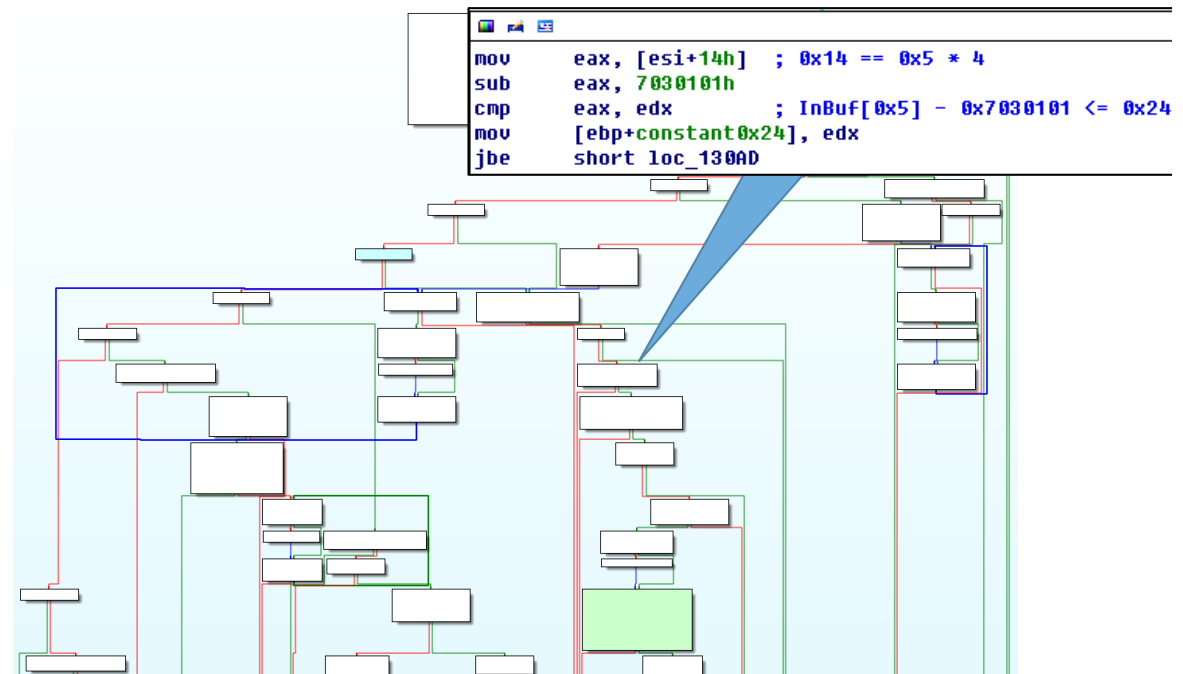 mov eax, [esi+14h] ; 0x14 == 0x5 * 4
sub eax, 7030101h
cmp eax, edx ; InBuf[0x5] - 0x7030101 <= 0x24
mov [ebp+constant0x24], edx
jbe short loc_130AD